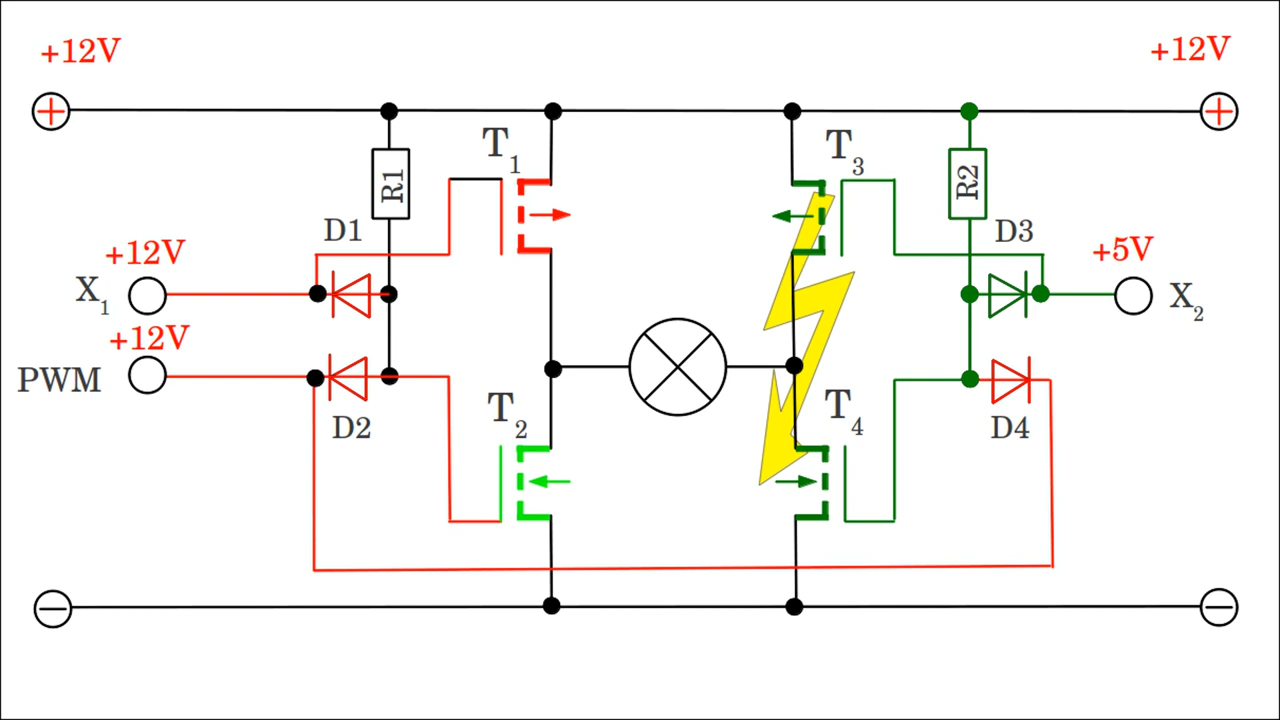 +12V
+12V
T1
T3
R1
R2
D1
D3
+12V
+5V
X1
X2
+12V
PWM
T2
T4
D2
D4